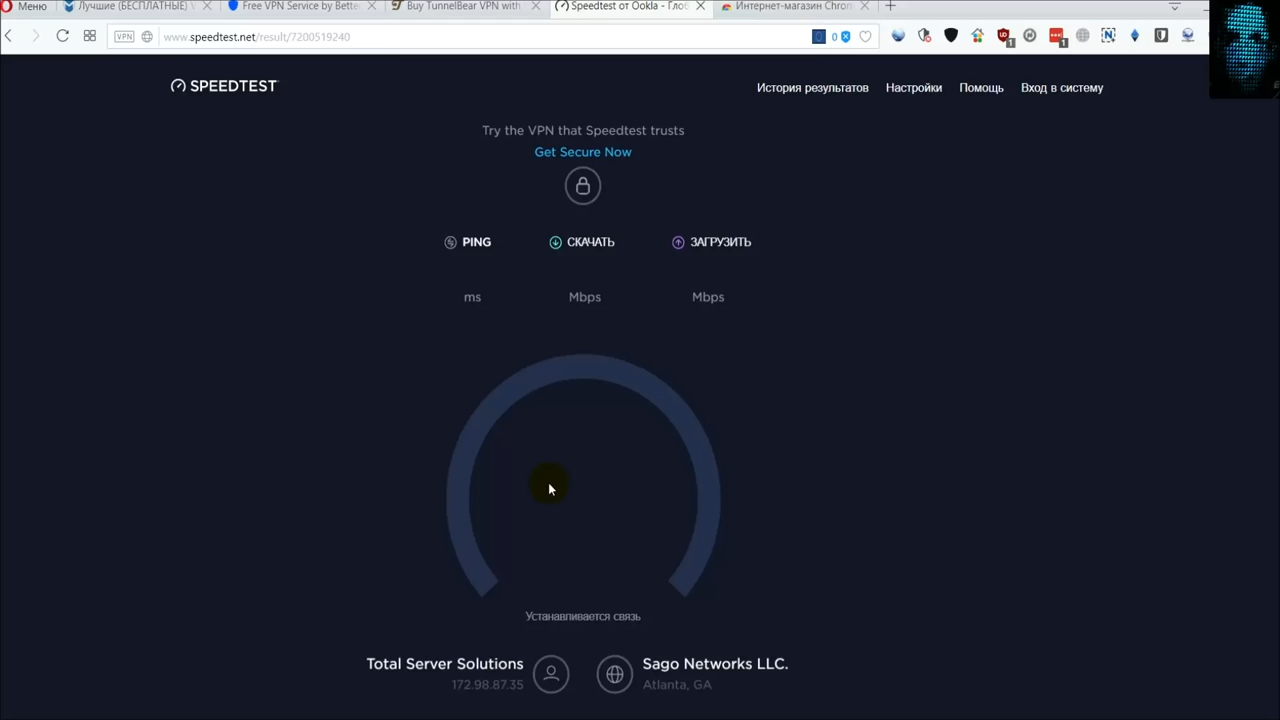 Меню
Лучшие (БЕСПЛАТНЫЕ) V
Free VPN Service by Bette
Buy TunnelBear VPN with
Speedtest от Ookla - Глоб
Интернет-магазин Chrom
VPN
www.speedtest.net/result/7200519240
0
1
1
SPEEDTEST
История результатов
Настройки
Помощь
Вход в систему
Try the VPN that Speedtest trusts
Get Secure Now
PING
СКАЧАТЬ
ЗАГРУЗИТЬ
ms
Mbps
Mbps
Устанавливается связь
Total Server Solutions
172.98.87.35
Sago Networks LLC.
Atlanta, GA